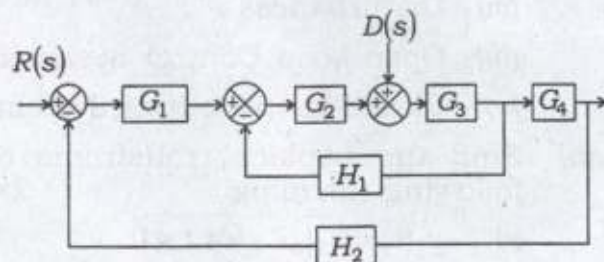 D(s)
R(s)
+ − G₁ + − G₂ + + G₃ G₄
H₁
H₂